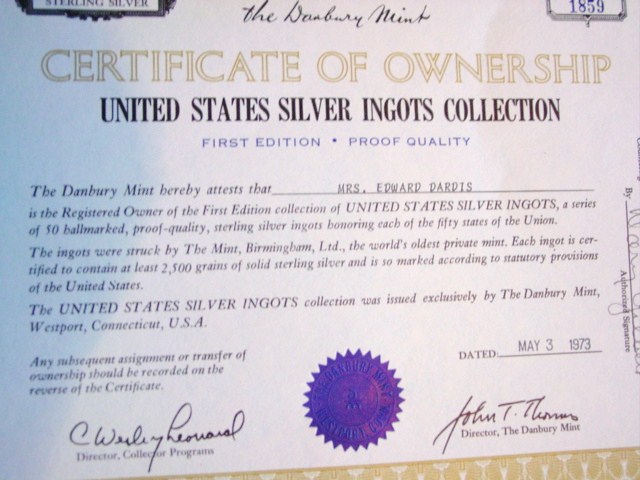 STERLING SILVER
1859
the Danbury Mint
CERTIFICATE OF OWNERSHIP
UNITED STATES SILVER INGOTS COLLECTION
FIRST EDITION • PROOF QUALITY
The Danbury Mint hereby attests that MRS. EDWARD DARDIS
is the Registered Owner of the First Edition collection of UNITED STATES SILVER INGOTS, a series
of 50 hallmarked, proof-quality, sterling silver ingots honoring each of the fifty states of the Union.
The ingots were struck by The Mint, Birmingham, Ltd., the world's oldest private mint. Each ingot is cer-
tified to contain at least 2,500 grains of solid sterling silver and is so marked according to statutory provisions
of the United States.
The UNITED STATES SILVER INGOTS collection was issued exclusively by The Danbury Mint,
Westport, Connecticut, U.S.A.
Any subsequent assignment or transfer of
ownership should be recorded on the
reverse of the Certificate.
DATED: MAY 3 1973
DANBURY MINT
WESTPORT, CONN.
C Wesley Leonard
Director, Collector Programs
John T. Thomas
Director, The Danbury Mint
By
Authorized Signature